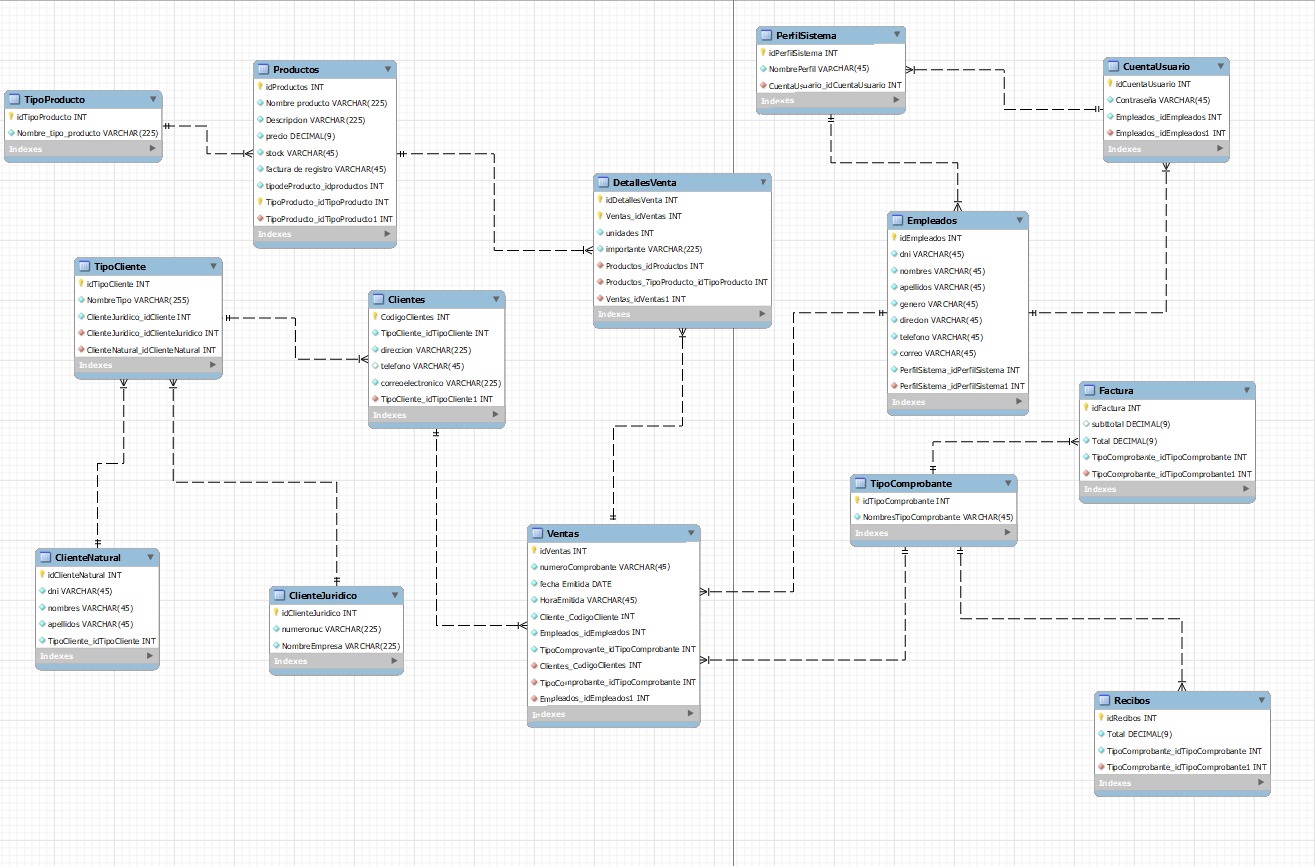 PerfilSistema
idPerfilSistema INT
NombrePerfil VARCHAR(45)
CuentaUsuario_idCuentaUsuario INT
Indexes
CuentaUsuario
idCuentaUsuario INT
Contraseña VARCHAR(45)
Empleados_idEmpleados INT
Empleados_idEmpleados1 INT
Indexes
Productos
idProductos INT
Nombre producto VARCHAR(225)
Descripcion VARCHAR(225)
precio DECIMAL(9)
stock VARCHAR(45)
factura de registro VARCHAR(45)
tipodeProducto_idproductos INT
TipoProducto_idTipoProducto INT
TipoProducto_idTipoProducto1 INT
Indexes
TipoProducto
idTipoProducto INT
Nombre_tipo_producto VARCHAR(225)
Indexes
DetallesVenta
idDetallesVenta INT
Ventas_idVentas INT
unidades INT
importante VARCHAR(225)
Productos_idProductos INT
Productos_TipoProducto_idTipoProducto INT
Ventas_idVentas1 INT
Indexes
Empleados
idEmpleados INT
dni VARCHAR(45)
nombres VARCHAR(45)
apellidos VARCHAR(45)
genero VARCHAR(45)
direcion VARCHAR(45)
telefono VARCHAR(45)
correo VARCHAR(45)
PerfilSistema_idPerfilSistema INT
PerfilSistema_idPerfilSistema1 INT
Indexes
TipoCliente
idTipoCliente INT
NombreTipo VARCHAR(255)
ClienteJuridico_idCliente INT
ClienteJuridico_idClienteJuridico INT
ClienteNatural_idClienteNatural INT
Indexes
Clientes
CodigoClientes INT
TipoCliente_idTipoCliente INT
direccion VARCHAR(225)
telefono VARCHAR(45)
correoelectronico VARCHAR(225)
TipoCliente_idTipoCliente1 INT
Indexes
Factura
idFactura INT
subttotal DECIMAL(9)
Total DECIMAL(9)
TipoComprobante_idTipoComprobante INT
TipoComprobante_idTipoComprobante1 INT
Indexes
TipoComprobante
idTipoComprobante INT
NombresTipoComprobante VARCHAR(45)
Indexes
Ventas
idVentas INT
numeroComprobante VARCHAR(45)
fecha Emitida DATE
HoraEmitida VARCHAR(45)
Cliente_CodigoCliente INT
Empleados_idEmpleados INT
TipoComprovante_idTipoComprobante INT
Clientes_CodigoClientes INT
TipoComprobante_idTipoComprobante INT
Empleados_idEmpleados1 INT
Indexes
ClienteNatural
idClienteNatural INT
dni VARCHAR(45)
nombres VARCHAR(45)
apellidos VARCHAR(45)
TipoCliente_idTipoCliente INT
Indexes
ClienteJuridico
idClienteJuridico INT
numeroruc VARCHAR(225)
NombreEmpresa VARCHAR(225)
Indexes
Recibos
idRecibos INT
Total DECIMAL(9)
TipoComprobante_idTipoComprobante INT
TipoComprobante_idTipoComprobante1 INT
Indexes